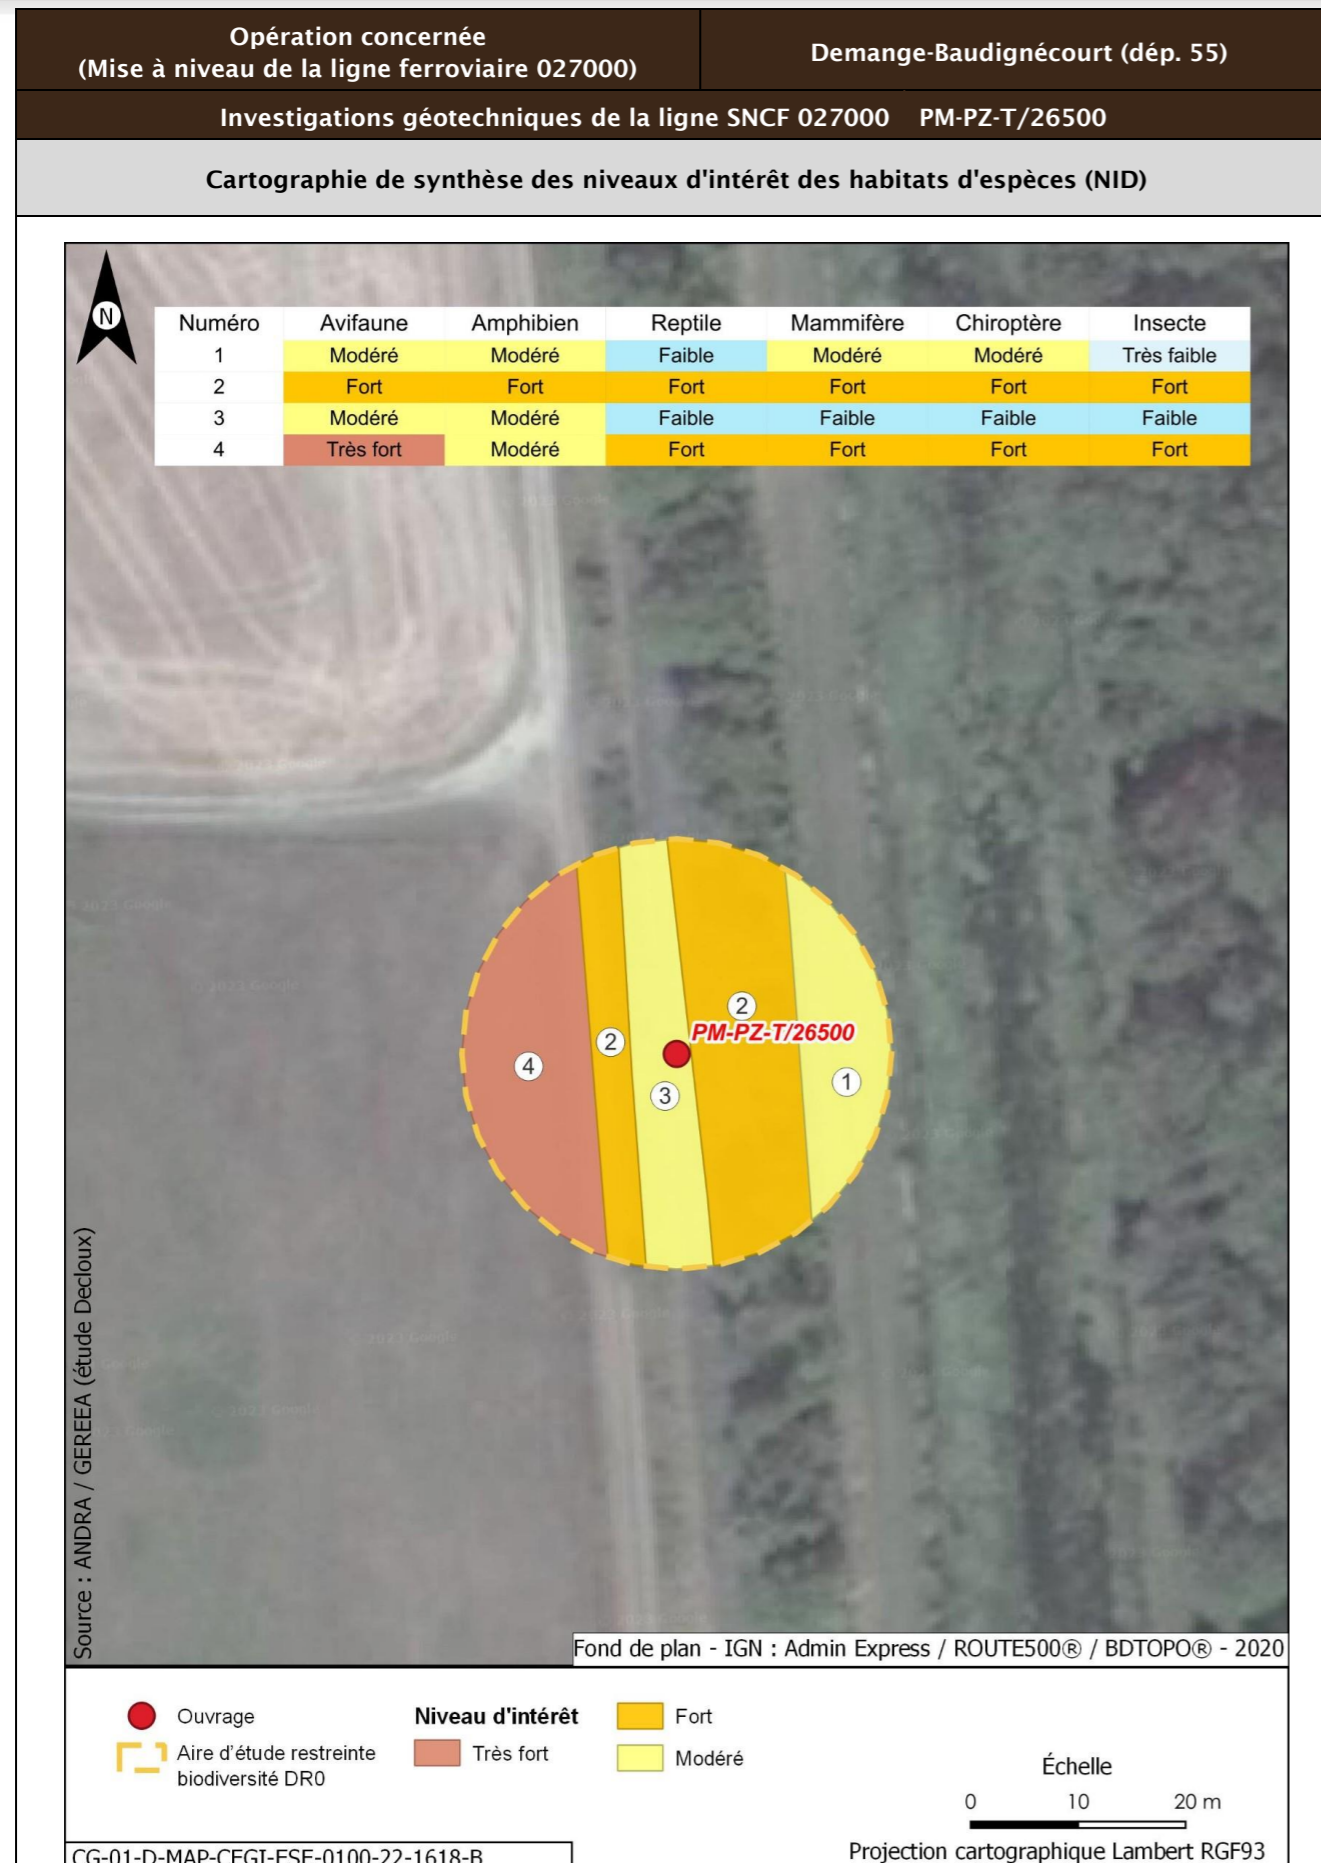 Opération concernée
(Mise à niveau de la ligne ferroviaire 027000)
Demange-Baudignécourt (dép. 55)
Investigations géotechniques de la ligne SNCF 027000 PM-PZ-T/26500
Cartographie de synthèse des niveaux d'intérêt des habitats d'espèces (NID)
N
Numéro Avifaune Amphibien Reptile Mammifère Chiroptère Insecte
1 Modéré Modéré Faible Modéré Modéré Très faible
2 Fort Fort Fort Fort Fort Fort
3 Modéré Modéré Faible Faible Faible Faible
4 Très fort Modéré Fort Fort Fort Fort
2
PM-PZ-T/26500
2
4
1
3
Source : ANDRA / GEREEA (étude Decloux)
Fond de plan - IGN : Admin Express / ROUTE500® / BDTOPO® - 2020
Ouvrage
Aire d'étude restreinte
biodiversité DR0
Niveau d'intérêt
Très fort
Fort
Modéré
Échelle
0 10 20 m
Projection cartographique Lambert RGF93
CG-01-D-MAP-CEGI-ESE-0100-22-1618-B